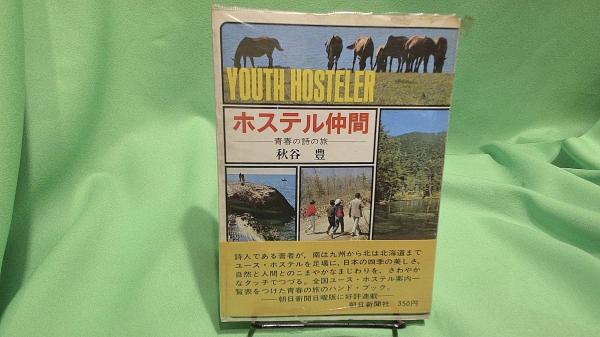 YOUTH HOSTELER
ホステル仲間
―青春の詩の旅―
秋谷 豊
詩人である著者が、南は九州から北は北海道まで
ユース・ホステルを足場に、日本の四季の美しさ、
自然と人間とのこまやかなまじわりを、さわやか
なタッチでつづる。全国ユース・ホステル案内一
覧表をつけた青春の旅のハンド・ブック。
――朝日新聞日曜版に好評連載――
朝日新聞社 350円